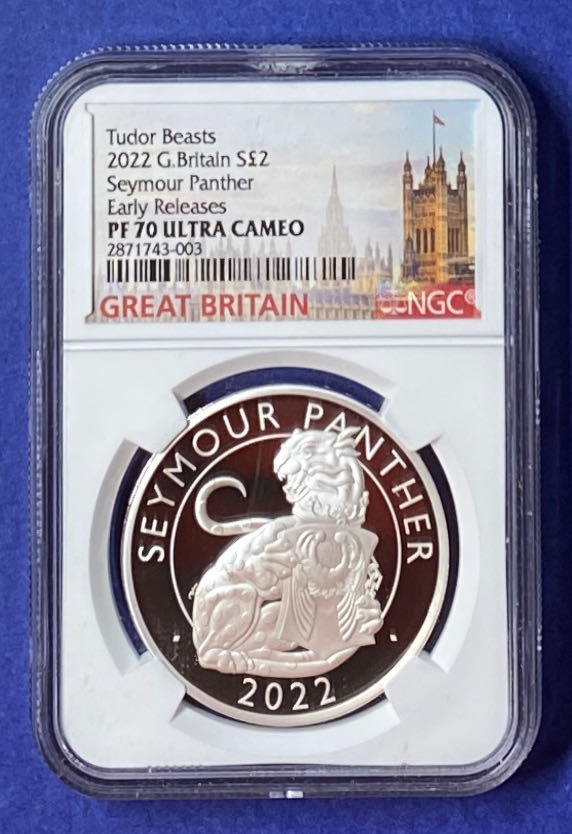 Tudor Beasts
2022 G.Britain S£2
Seymour Panther
Early Releases
PF 70 ULTRA CAMEO
2871743-003
GREAT BRITAIN
NGC®
SEYMOUR PANTHER
2022